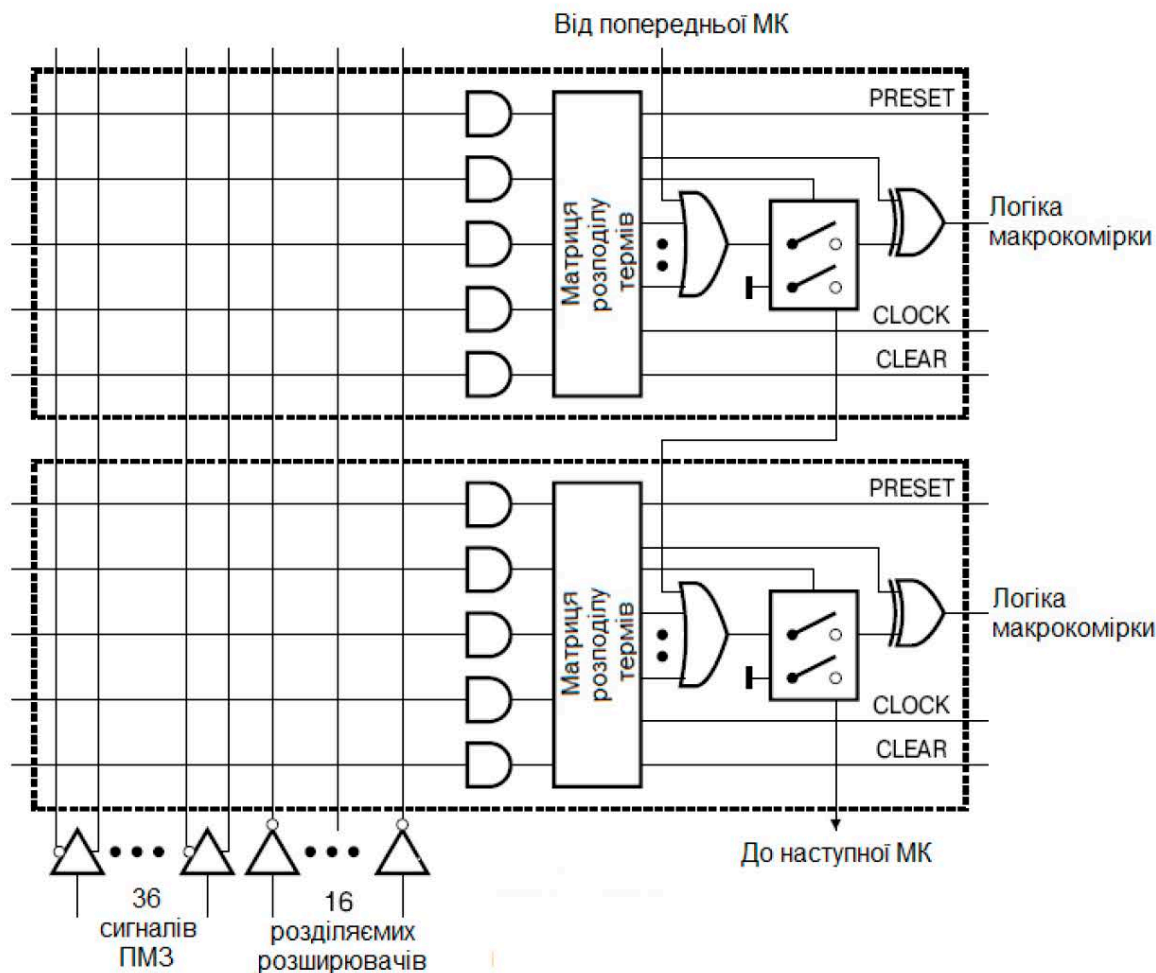 Від попередньої МК
PRESET
Матриця
розподілу
термів
Логіка
макрокомірки
CLOCK
CLEAR
PRESET
Матриця
розподілу
термів
Логіка
макрокомірки
CLOCK
CLEAR
До наступної МК
36
сигналів
ПМЗ
16
розділяємих
розширювачів